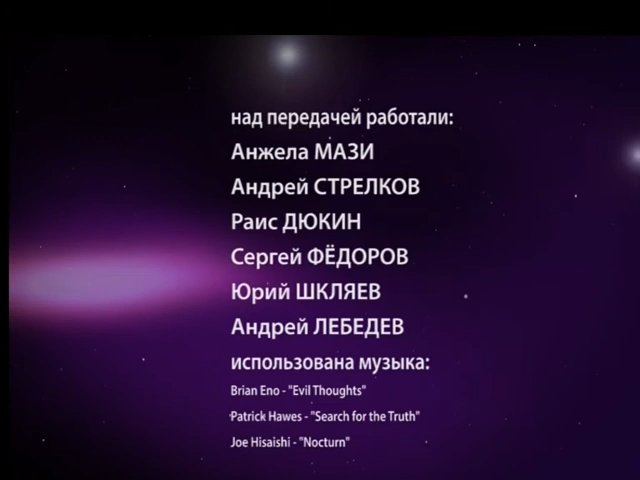 над передачей работали:
Анжела МАЗИ
Андрей СТРЕЛКОВ
Раис ДЮКИН
Сергей ФЁДОРОВ
Юрий ШКЛЯЕВ
Андрей ЛЕБЕДЕВ
использована музыка:
Brian Eno - "Evil Thoughts"
Patrick Hawes - "Search for the Truth"
Joe Hisaishi - "Nocturn"